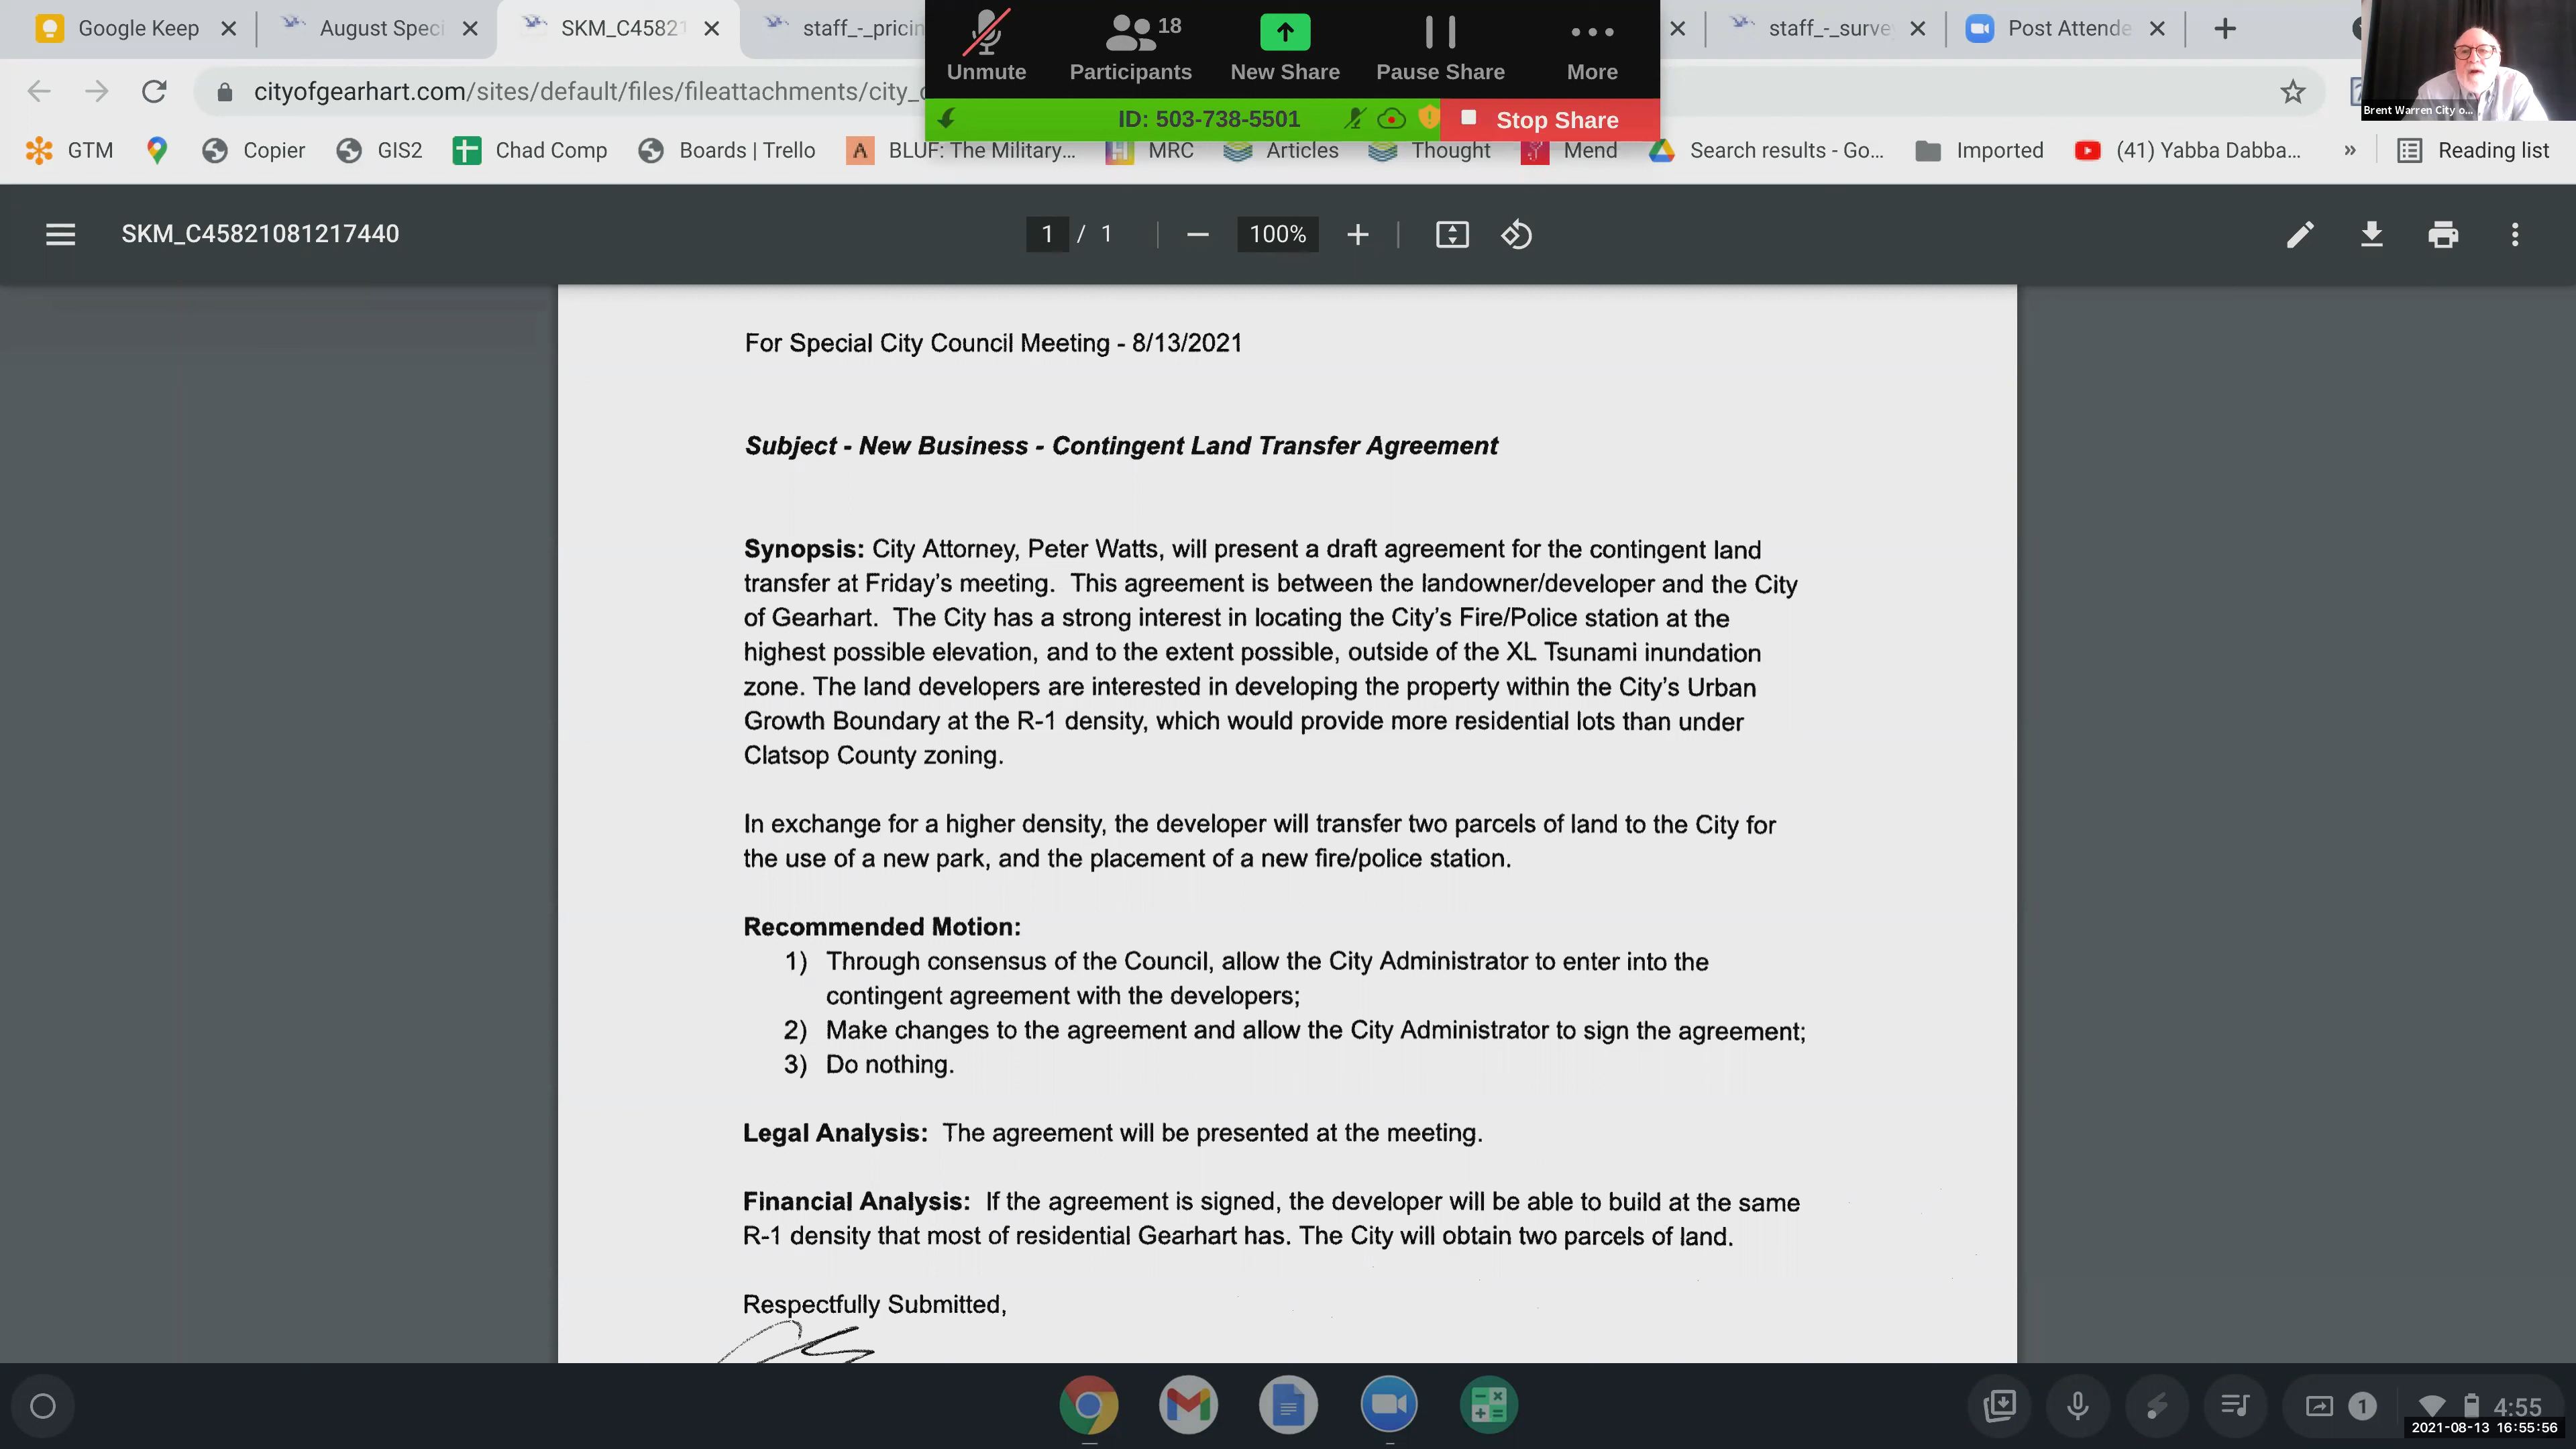 Google Keep
August Speci
SKM_C4582
staff_-_pricin
staff_-_surve
Post Attende
Unmute
Participants
18
New Share
Pause Share
More
cityofgearhart.com/sites/default/files/fileattachments/city_
ID: 503-738-5501
Stop Share
Brent Warren City o...
GTM
Copier
GIS2
Chad Comp
Boards | Trello
BLUF: The Military...
MRC
Articles
Thought
Mend
Search results - Go...
Imported
(41) Yabba Dabba...
»
Reading list
SKM_C45821081217440
1 / 1
100%
For Special City Council Meeting - 8/13/2021
Subject - New Business - Contingent Land Transfer Agreement
Synopsis: City Attorney, Peter Watts, will present a draft agreement for the contingent land
transfer at Friday's meeting. This agreement is between the landowner/developer and the City
of Gearhart. The City has a strong interest in locating the City's Fire/Police station at the
highest possible elevation, and to the extent possible, outside of the XL Tsunami inundation
zone. The land developers are interested in developing the property within the City's Urban
Growth Boundary at the R-1 density, which would provide more residential lots than under
Clatsop County zoning.
In exchange for a higher density, the developer will transfer two parcels of land to the City for
the use of a new park, and the placement of a new fire/police station.
Recommended Motion:
1) Through consensus of the Council, allow the City Administrator to enter into the
contingent agreement with the developers;
2) Make changes to the agreement and allow the City Administrator to sign the agreement;
3) Do nothing.
Legal Analysis: The agreement will be presented at the meeting.
Financial Analysis: If the agreement is signed, the developer will be able to build at the same
R-1 density that most of residential Gearhart has. The City will obtain two parcels of land.
Respectfully Submitted,
1
4:55
2021-08-13 16:55:56